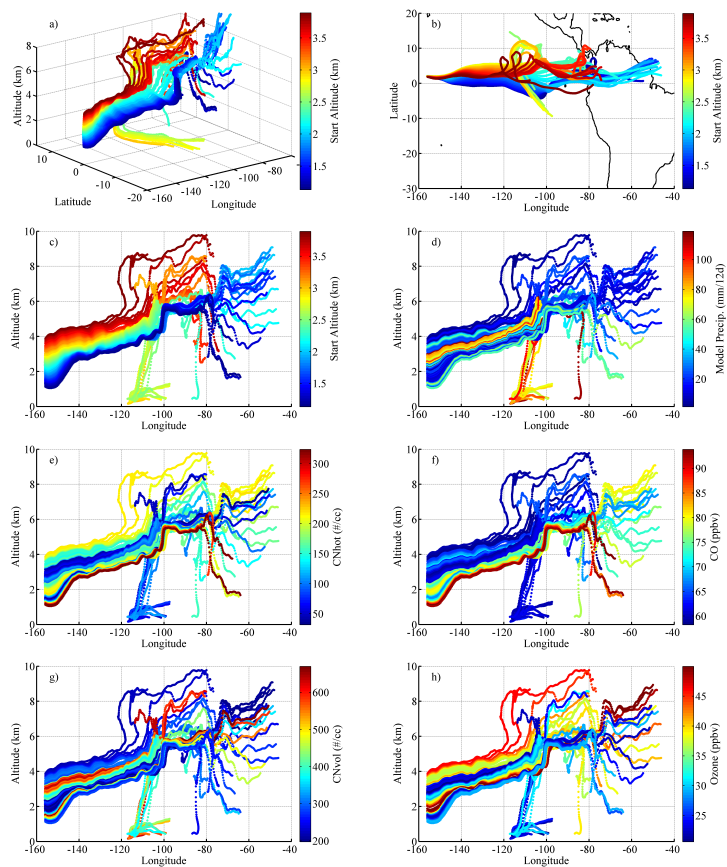 a)
8
6
4
2
0
10
0
-10
-20
-160
-140
-120
-100
-80
Altitude (km)
Latitude
Longitude
3.5
3
2.5
2
1.5
Start Altitude (km)
b)
20
10
0
-10
-20
-30
-160 -140 -120 -100 -80 -60 -40
Latitude
Longitude
3.5
3
2.5
2
1.5
Start Altitude (km)
c)
10
8
6
4
2
0
-160 -140 -120 -100 -80 -60 -40
Altitude (km)
Longitude
3.5
3
2.5
2
1.5
Start Altitude (km)
d)
10
8
6
4
2
0
-160 -140 -120 -100 -80 -60 -40
Altitude (km)
Longitude
100
80
60
40
20
Model Precip. (mm/12d)
e)
10
8
6
4
2
0
-160 -140 -120 -100 -80 -60 -40
Altitude (km)
Longitude
300
250
200
150
100
50
CNhot (#/cc)
f)
10
8
6
4
2
0
-160 -140 -120 -100 -80 -60 -40
Altitude (km)
Longitude
90
85
80
75
70
65
60
CO (ppbv)
g)
10
8
6
4
2
0
-160 -140 -120 -100 -80 -60 -40
Altitude (km)
Longitude
600
500
400
300
200
CNvol (#/cc)
h)
10
8
6
4
2
0
-160 -140 -120 -100 -80 -60 -40
Altitude (km)
Longitude
45
40
35
30
25
Ozone (ppbv)